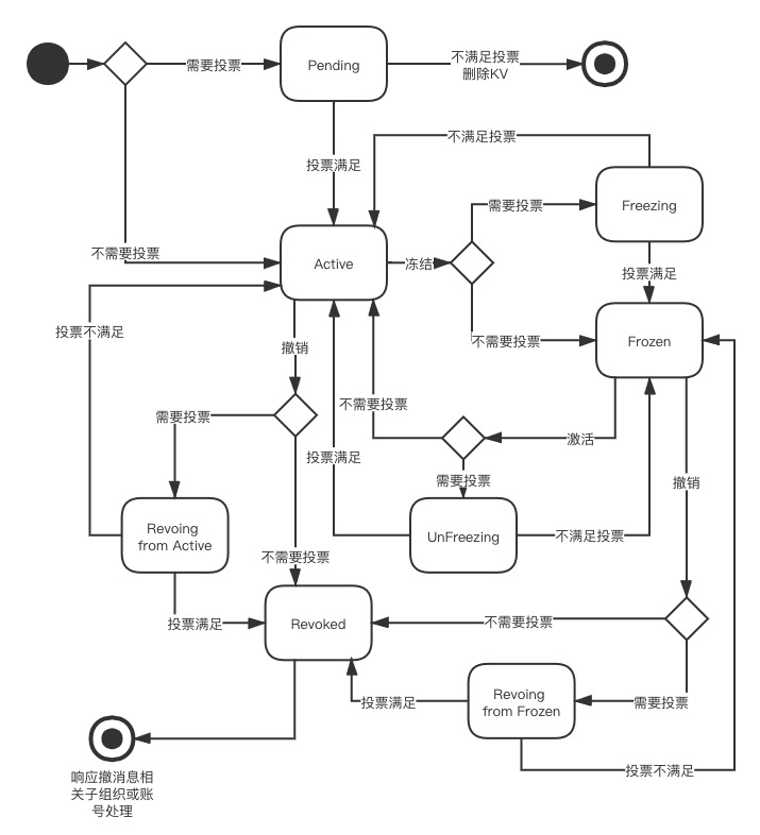 需要投票
Pending
不满足投票
删除KV
不满足投票
投票满足
需要投票
Freezing
不需要投票
Active
冻结
投票满足
投票不满足
撤销
不需要投票
Frozen
不需要投票
需要投票
激活
投票满足
需要投票
撤销
Revoing
from Active
UnFreezing
不满足投票
不需要投票
投票满足
Revoked
不需要投票
投票满足
Revoing
from Frozen
需要投票
投票不满足
响应撤消息相
关子组织或账
号处理